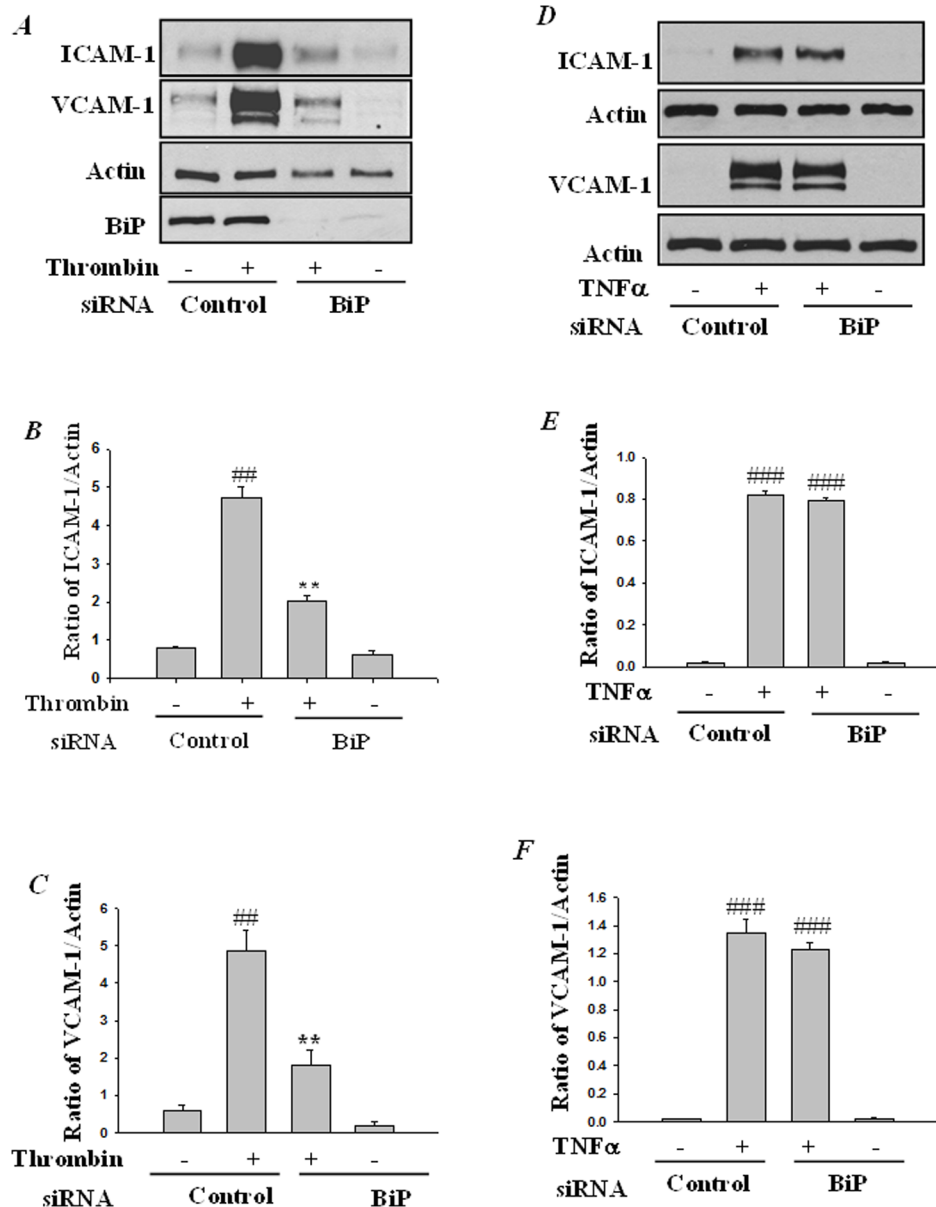 A
ICAM-1
VCAM-1
Actin
BiP
Thrombin - + + -
siRNA Control BiP
D
ICAM-1
Actin
VCAM-1
Actin
TNFα - + + -
siRNA Control BiP
B
Ratio of ICAM-1/Actin
6
5
4
3
2
1
0
##
**
Thrombin - + + -
siRNA Control BiP
E
Ratio of ICAM-1/Actin
1.0
0.8
0.6
0.4
0.2
0.0
###
###
TNFα - + + -
siRNA Control BiP
C
Ratio of VCAM-1/Actin
6
5
4
3
2
1
0
##
**
Thrombin - + + -
siRNA Control BiP
F
Ratio of VCAM-1/Actin
1.6
1.4
1.2
1.0
0.8
0.6
0.4
0.2
0.0
###
###
TNFα - + + -
siRNA Control BiP